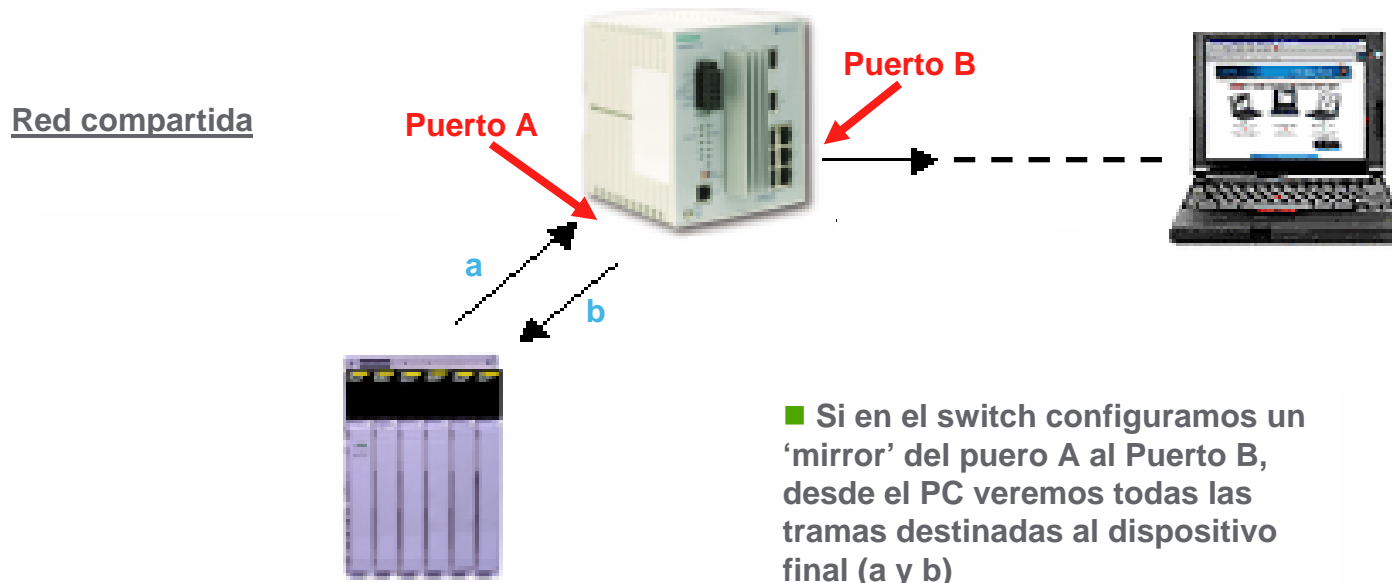 Puerto B
Red compartida
Puerto A
a
b
Si en el switch configuramos un
‘mirror’ del puero A al Puerto B,
desde el PC veremos todas las
tramas destinadas al dispositivo
final (a y b)